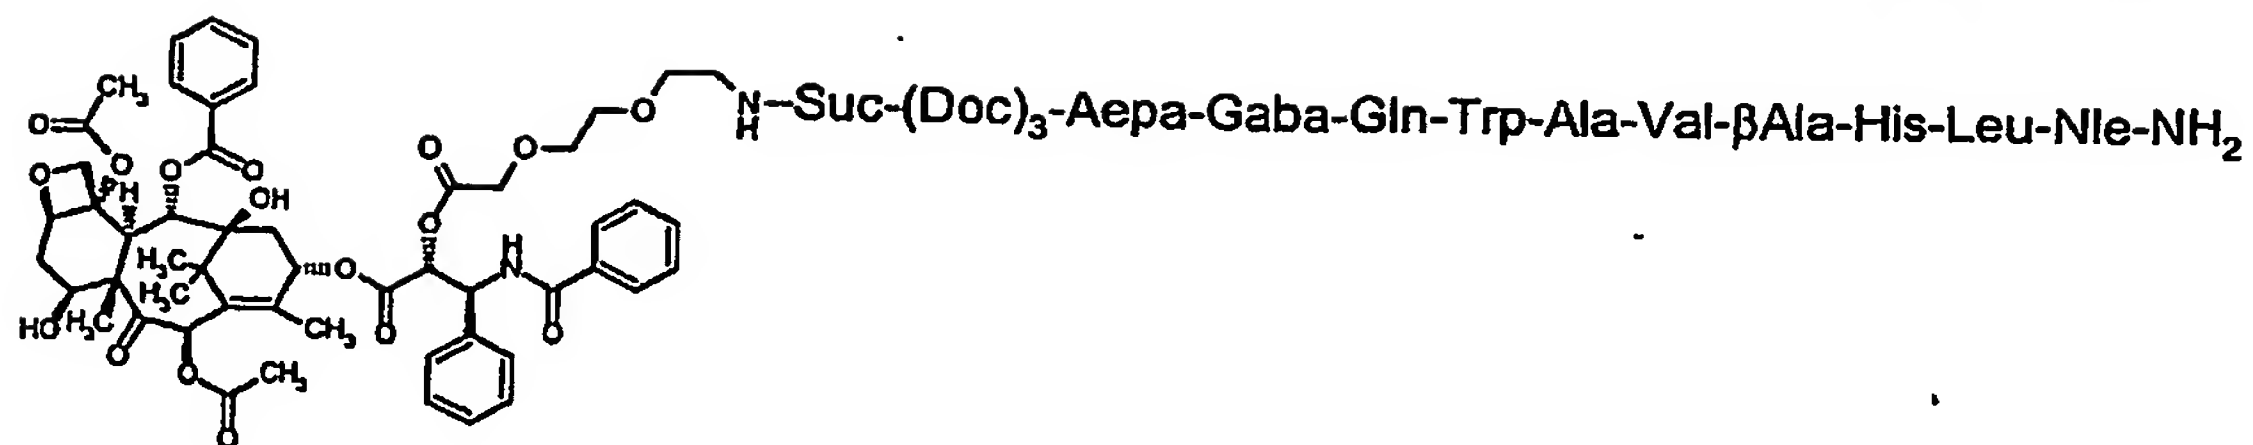 CH₃
O
O
O
O
H
O
OH
O
O
O
O
N
H
-Suc-(Doc)₃-Aepa-Gaba-Gln-Trp-Ala-Val-βAla-His-Leu-Nle-NH₂
H₃C
H₃C
O
O
H
N
O
HO
H₃C
O
CH₃
O
CH₃
O